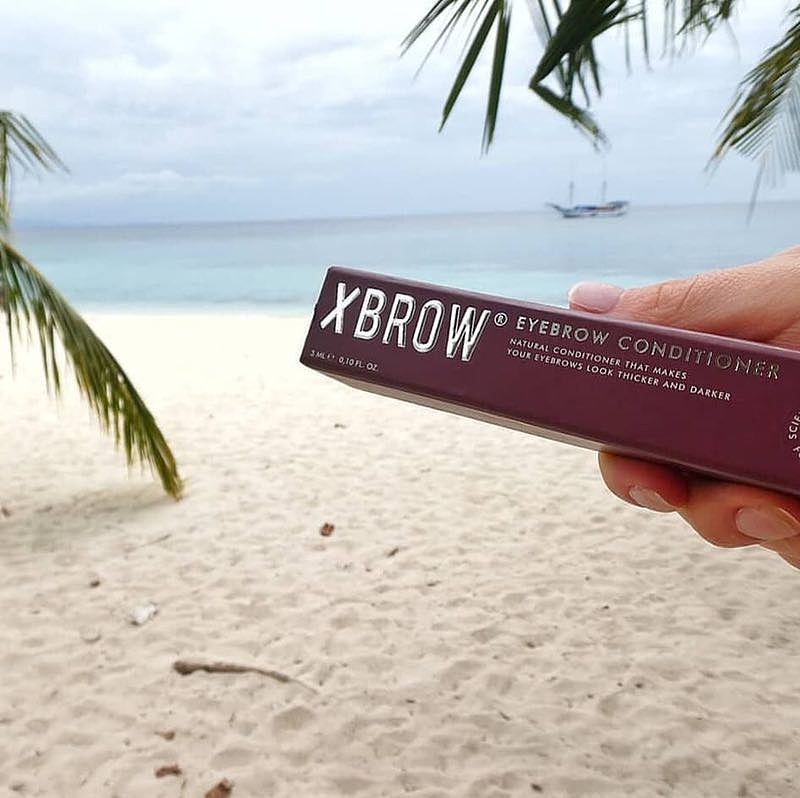 XBROW® EYEBROW CONDITIONER
NATURAL CONDITIONER THAT MAKES
YOUR EYEBROWS LOOK THICKER AND DARKER
3 ML ℮ 0,10 FL. OZ.